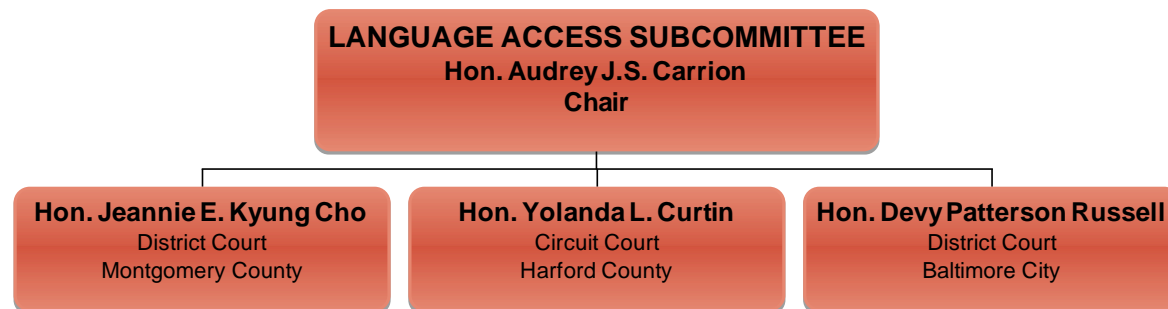 LANGUAGE ACCESS SUBCOMMITTEE
Hon. Audrey J.S. Carrion
Chair
Hon. Jeannie E. Kyung Cho
District Court
Montgomery County
Hon. Yolanda L. Curtin
Circuit Court
Harford County
Hon. Devy Patterson Russell
District Court
Baltimore City